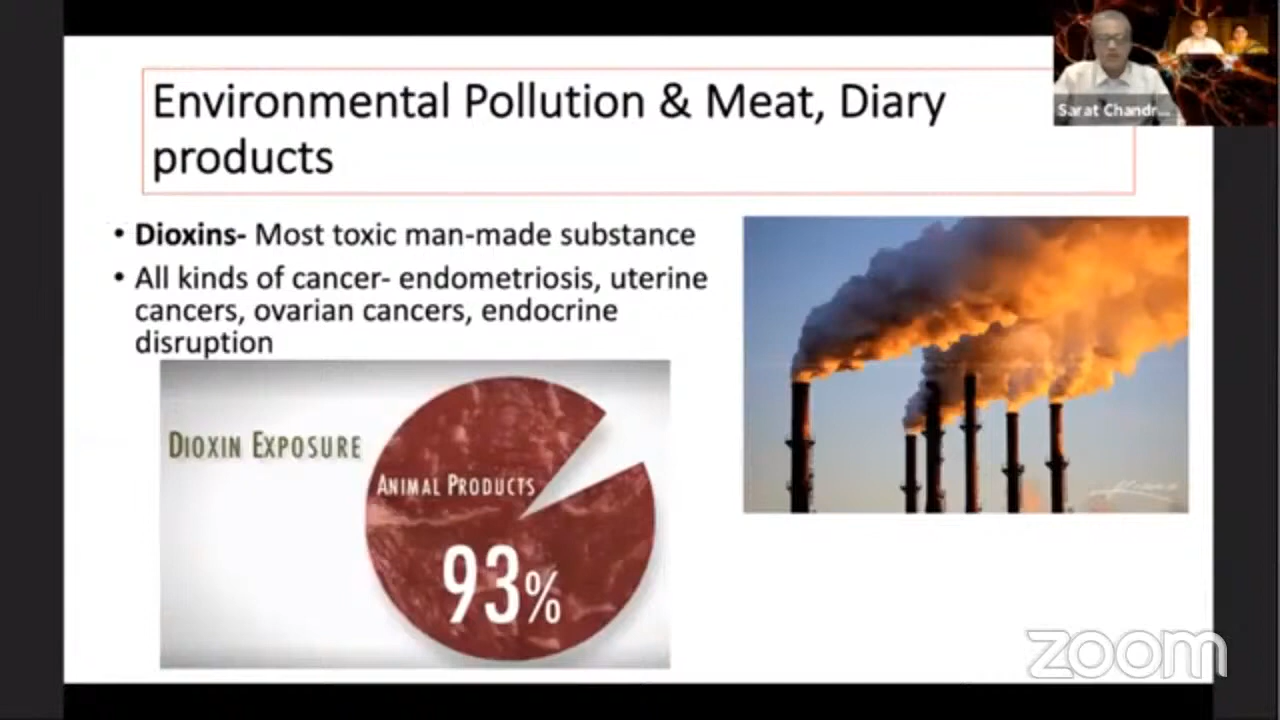 Environmental Pollution & Meat, Diary
products
Sarat Chandr...
• Dioxins- Most toxic man-made substance
• All kinds of cancer- endometriosis, uterine
cancers, ovarian cancers, endocrine
disruption
DIOXIN EXPOSURE
ANIMAL PRODUCTS
93%
zoom